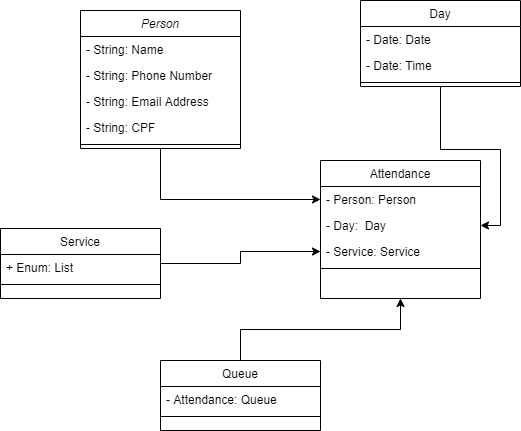 Person
- String: Name
- String: Phone Number
- String: Email Address
- String: CPF
Day
- Date: Date
- Date: Time
Attendance
- Person: Person
- Day:  Day
- Service: Service
Service
+ Enum: List
Queue
- Attendance: Queue